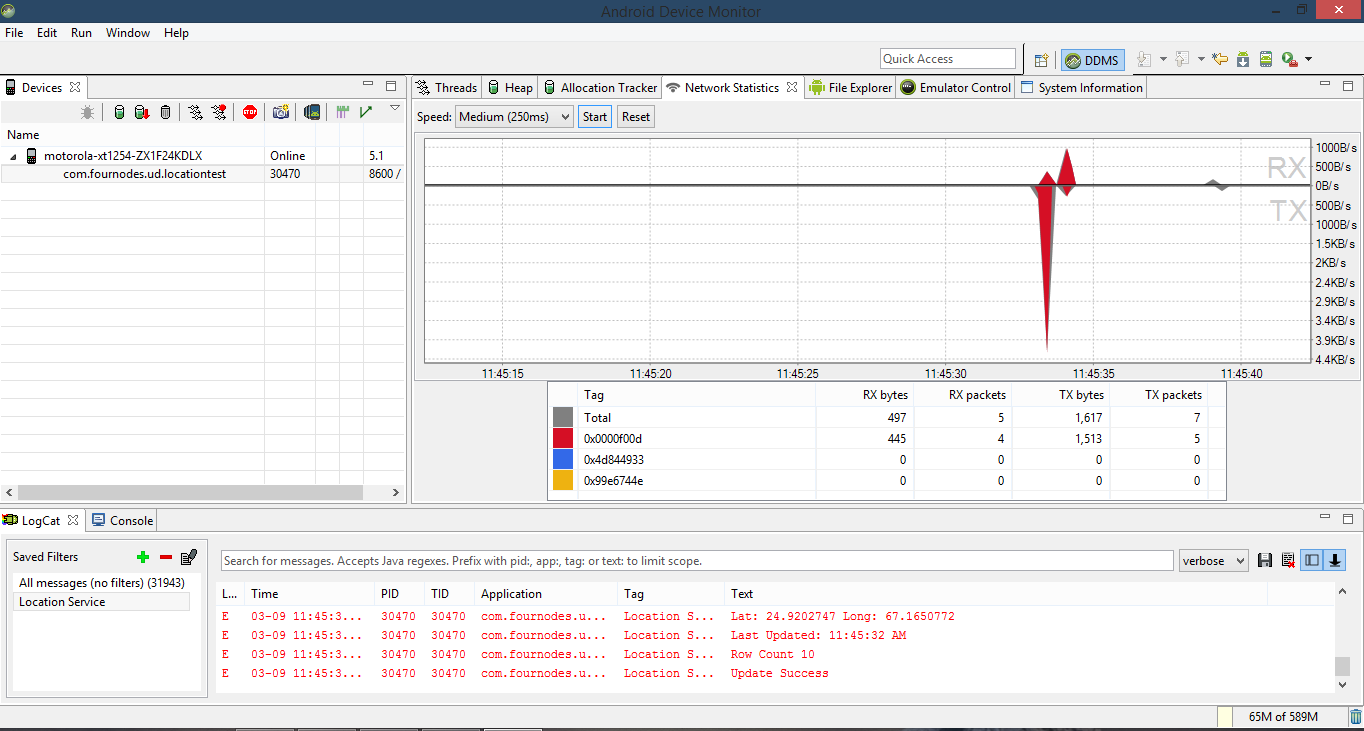 Android Device Monitor
File Edit Run Window Help
Quick Access DDMS
Devices
Name
motorola-xt1254-ZX1F24KDLX Online 5.1
com.fournodes.ud.locationtest 30470 8600 /
Threads Heap Allocation Tracker Network Statistics File Explorer Emulator Control System Information
Speed: Medium (250ms) Start Reset
RX
TX
1000B/s
500B/s
0B/s
500B/s
1000B/s
1.5KB/s
2KB/s
2.4KB/s
2.9KB/s
3.4KB/s
3.9KB/s
4.4KB/s
11:45:15 11:45:20 11:45:25 11:45:30 11:45:35 11:45:40
Tag RX bytes RX packets TX bytes TX packets
Total 497 5 1,617 7
0x0000f00d 445 4 1,513 5
0x4d844933 0 0 0 0
0x99e6744e 0 0 0 0
LogCat Console
Saved Filters
All messages (no filters) (31943)
Location Service
Search for messages. Accepts Java regexes. Prefix with pid:, app:, tag: or text: to limit scope. verbose
L... Time PID TID Application Tag Text
E 03-09 11:45:3... 30470 30470 com.fournodes.u... Location S... Lat: 24.9202747 Long: 67.1650772
E 03-09 11:45:3... 30470 30470 com.fournodes.u... Location S... Last Updated: 11:45:32 AM
E 03-09 11:45:3... 30470 30470 com.fournodes.u... Location S... Row Count 10
E 03-09 11:45:3... 30470 30470 com.fournodes.u... Location S... Update Success
65M of 589M